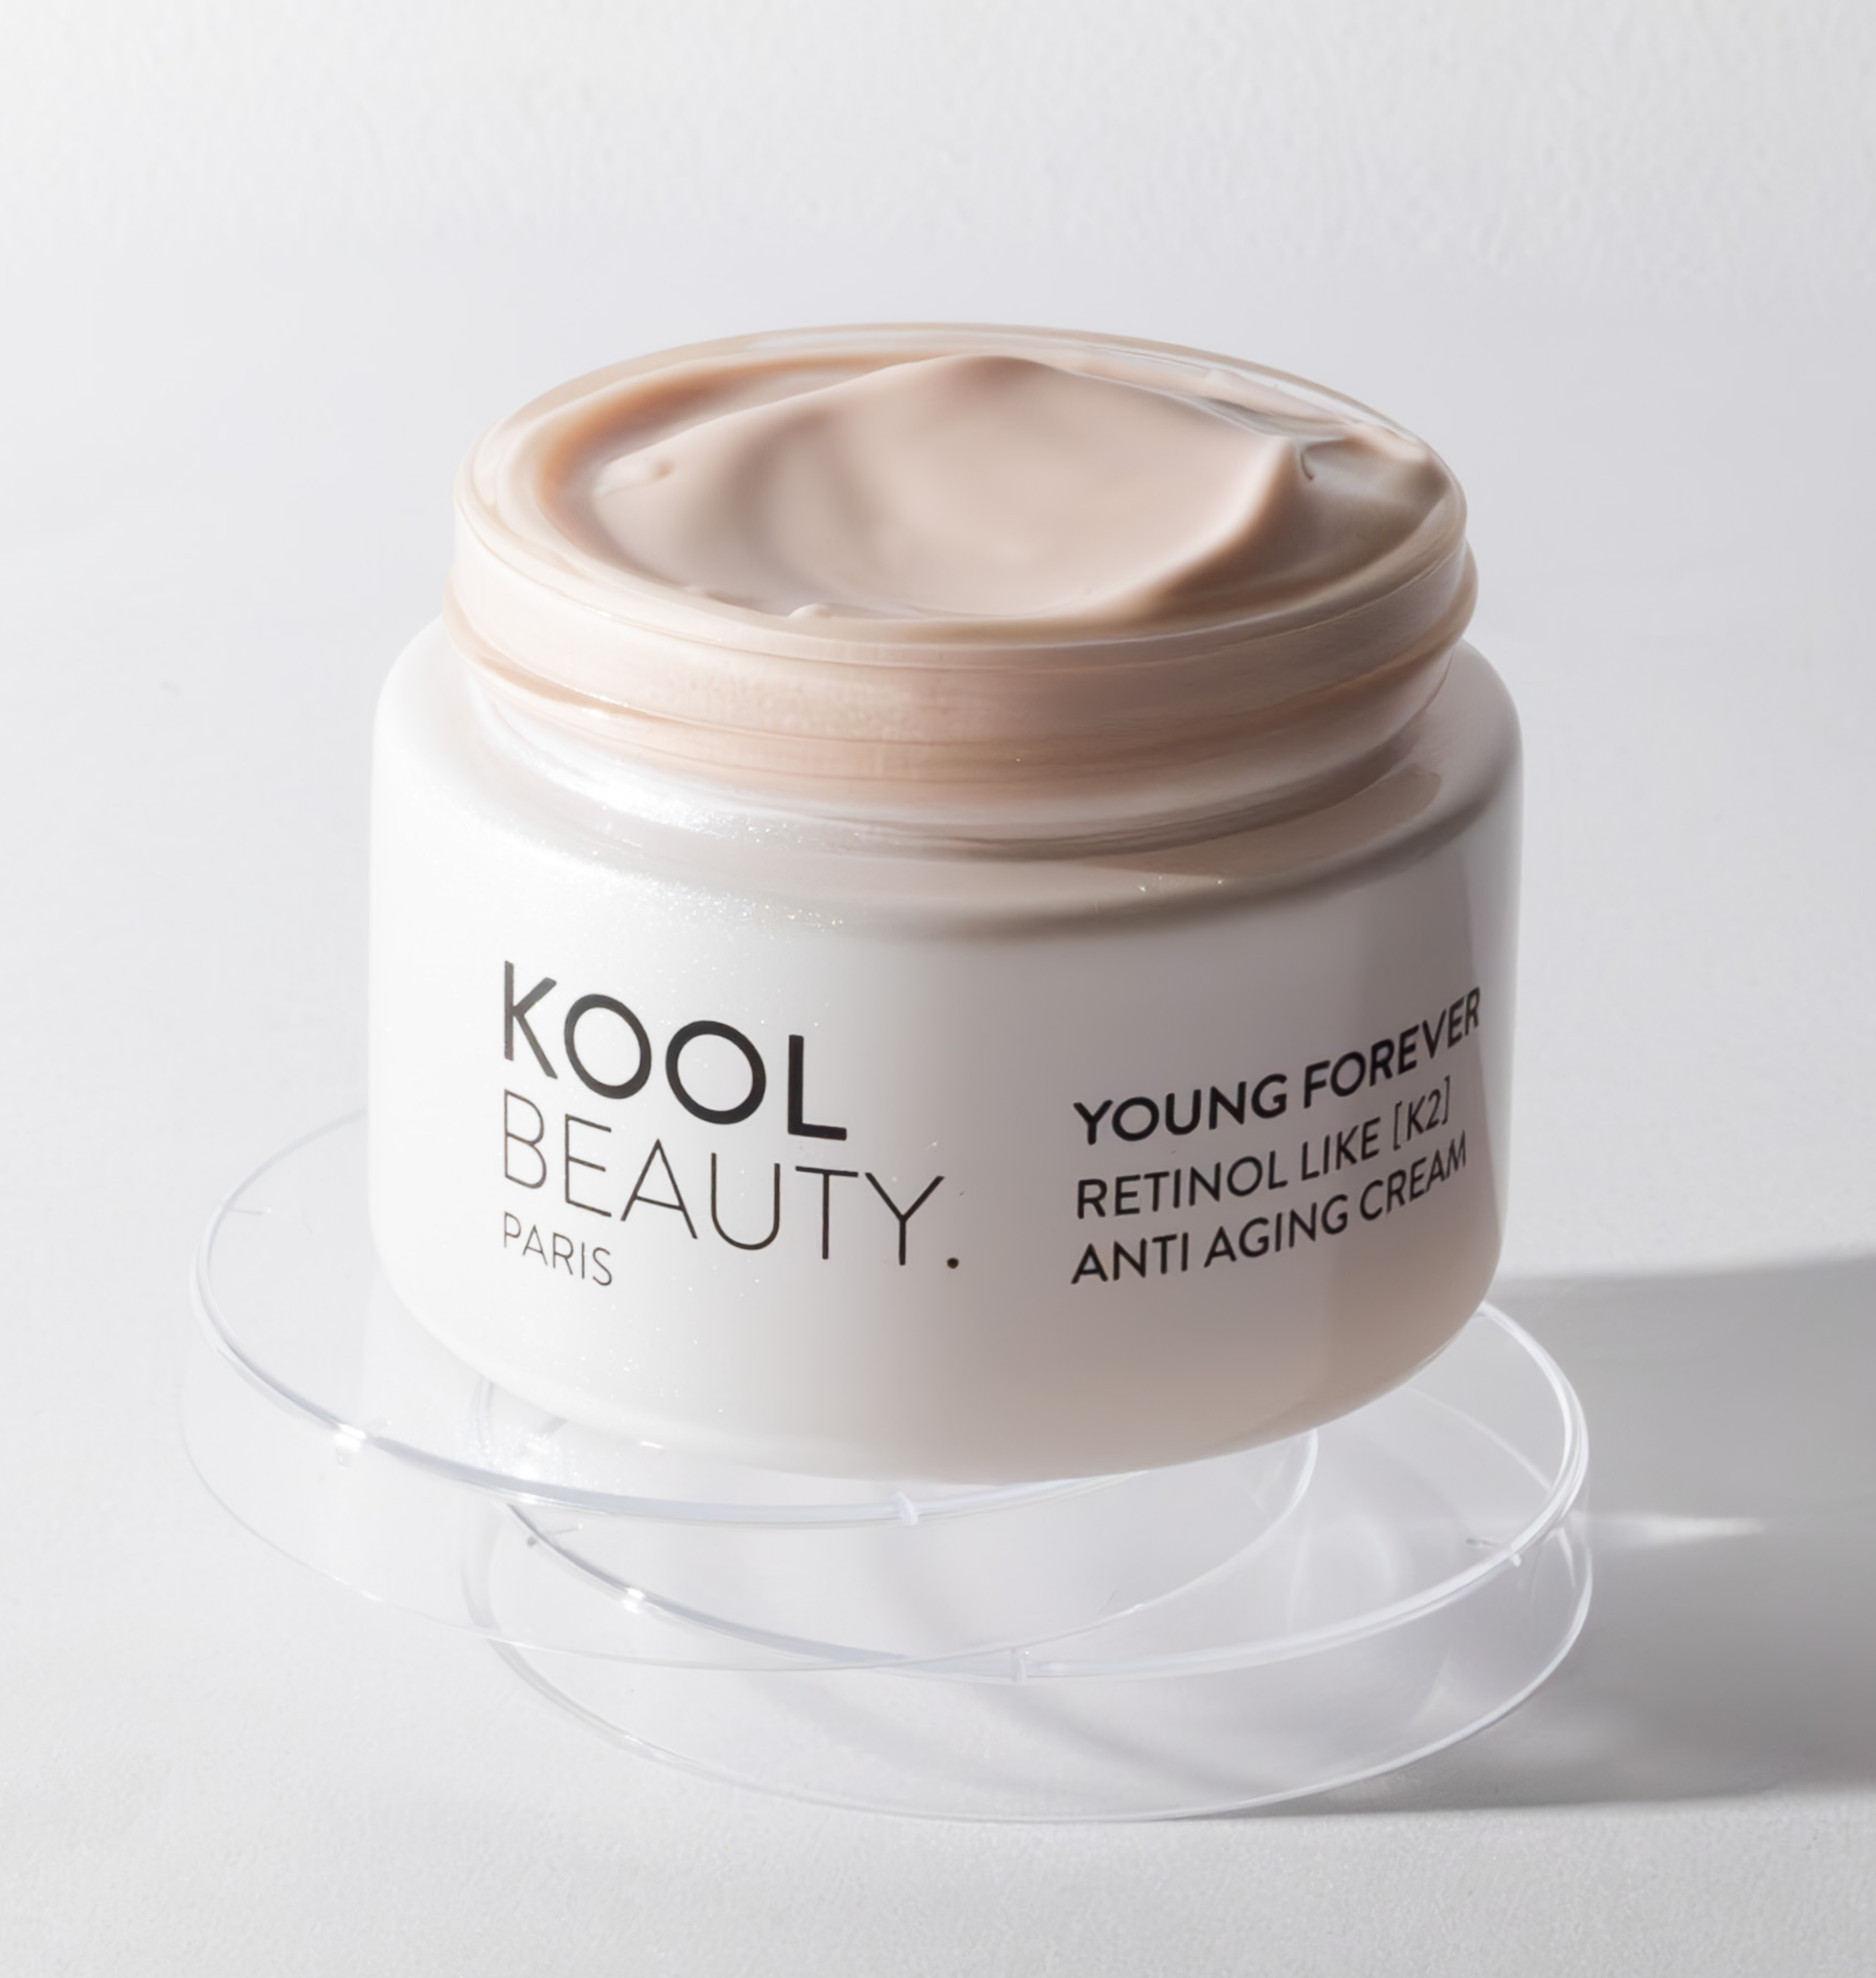 KOOL
BEAUTY.
PARIS
YOUNG FOREVER
RETINOL LIKE [K2]
ANTI AGING CREAM